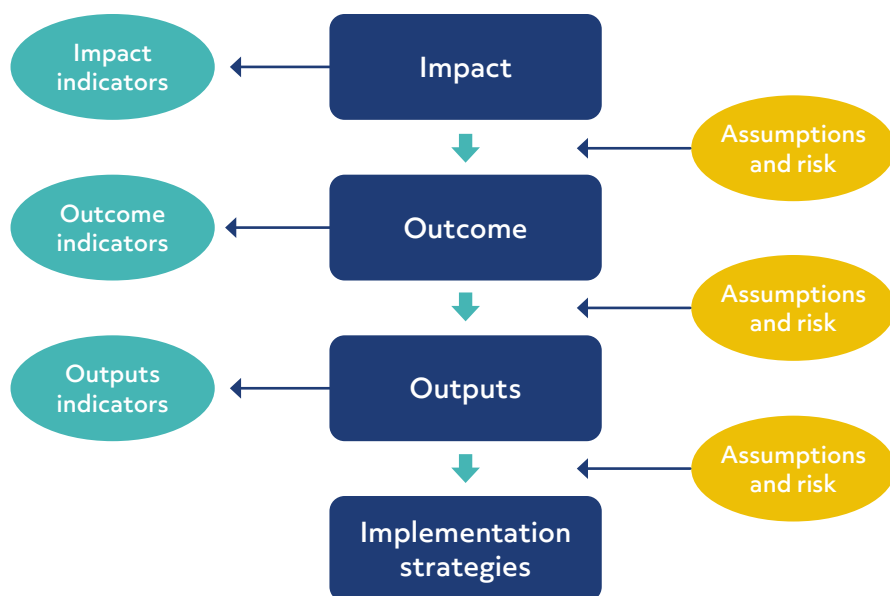 Impact
indicators
Impact
Assumptions
and risk
Outcome
indicators
Outcome
Assumptions
and risk
Outputs
indicators
Outputs
Assumptions
and risk
Implementation
strategies